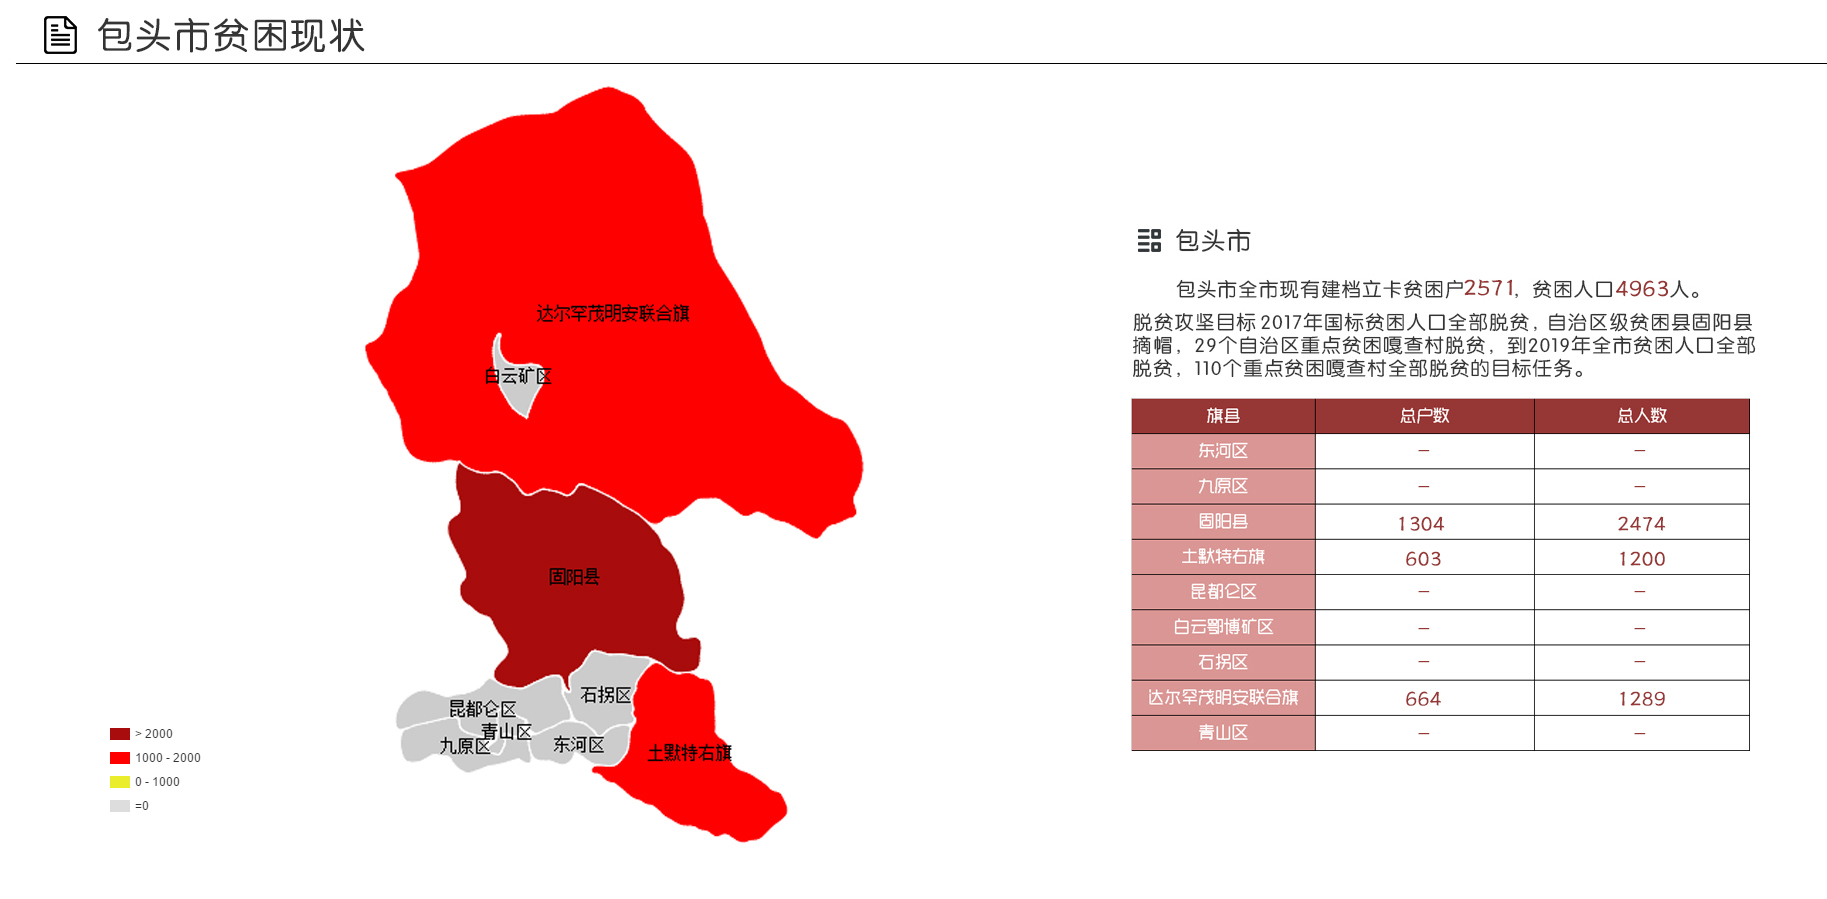 包头市贫困现状
达尔罕茂明安联合旗
白云矿区
固阳县
石拐区
昆都仑区
青山区
九原区
东河区
土默特右旗
> 2000
1000 - 2000
0 - 1000
=0
包头市
包头市全市现有建档立卡贫困户2571，贫困人口4963人。
脱贫攻坚目标 2017年国标贫困人口全部脱贫，自治区级贫困县固阳县
摘帽，29个自治区重点贫困嘎查村脱贫，到2019年全市贫困人口全部
脱贫，110个重点贫困嘎查村全部脱贫的目标任务。
旗县 总户数 总人数
东河区 – –
九原区 – –
固阳县 1304 2474
土默特右旗 603 1200
昆都仑区 – –
白云鄂博矿区 – –
石拐区 – –
达尔罕茂明安联合旗 664 1289
青山区 – –